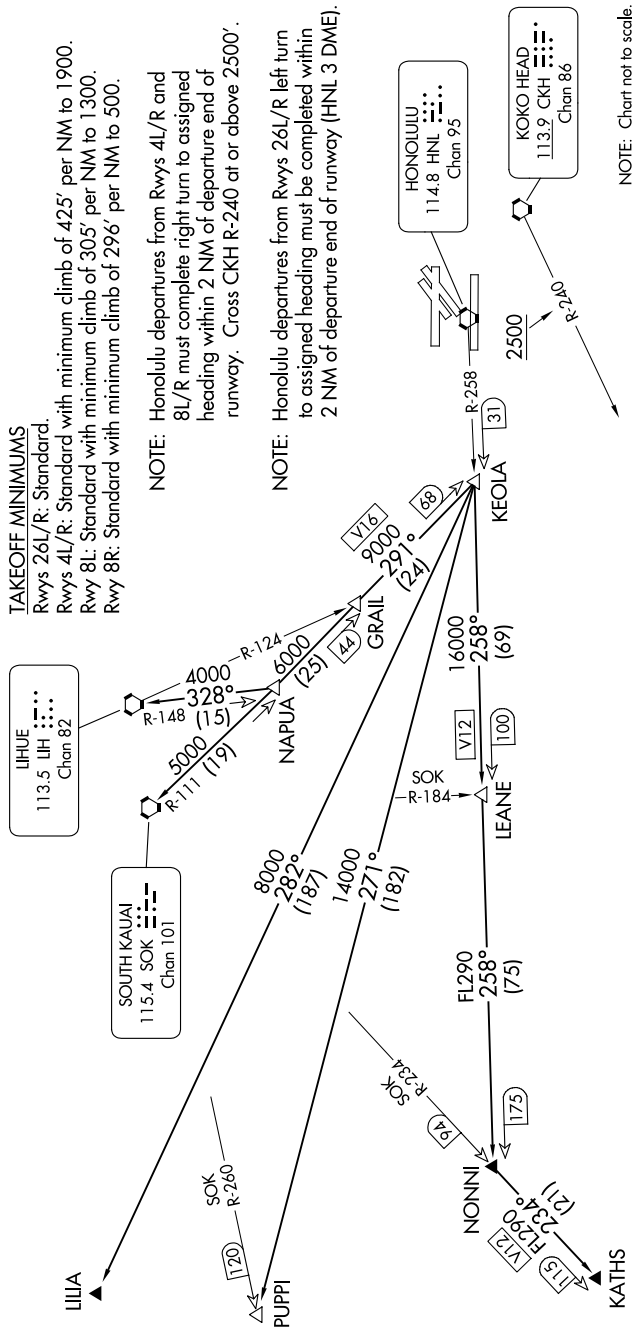 TAKEOFF MINIMUMS
Rwys 26L/R: Standard.
Rwys 4L/R: Standard with minimum climb of 425' per NM to 1900.
Rwy 8L: Standard with minimum climb of 305' per NM to 1300.
Rwy 8R: Standard with minimum climb of 296' per NM to 500.
NOTE: Honolulu departures from Rwys 4L/R and
8L/R must complete right turn to assigned
heading within 2 NM of departure end of
runway. Cross CKH R-240 at or above 2500'.
NOTE: Honolulu departures from Rwys 26L/R left turn
to assigned heading must be completed within
2 NM of departure end of runway (HNL 3 DME).
LIHUE
113.5 LIH
Chan 82
SOUTH KAUAI
115.4 SOK
Chan 101
HONOLULU
114.8 HNL
Chan 95
KOKO HEAD
113.9 CKH
Chan 86
R-240
2500
R-258
31
KEOLA
68
V16
9000
291°
(24)
GRAIL
44
R-124
6000
(25)
NAPUA
4000
328°
R-148
(15)
5000
R-111
(19)
8000
282°
(187)
LILIA
14000
271°
(182)
PUPPI
SOK
R-260
120
16000
258°
(69)
V12
100
SOK
R-184
LEANE
FL290
258°
(75)
175
SOK
R-234
94
NONNI
FL290
234°
(21)
V12
115
KATHS
NOTE: Chart not to scale.